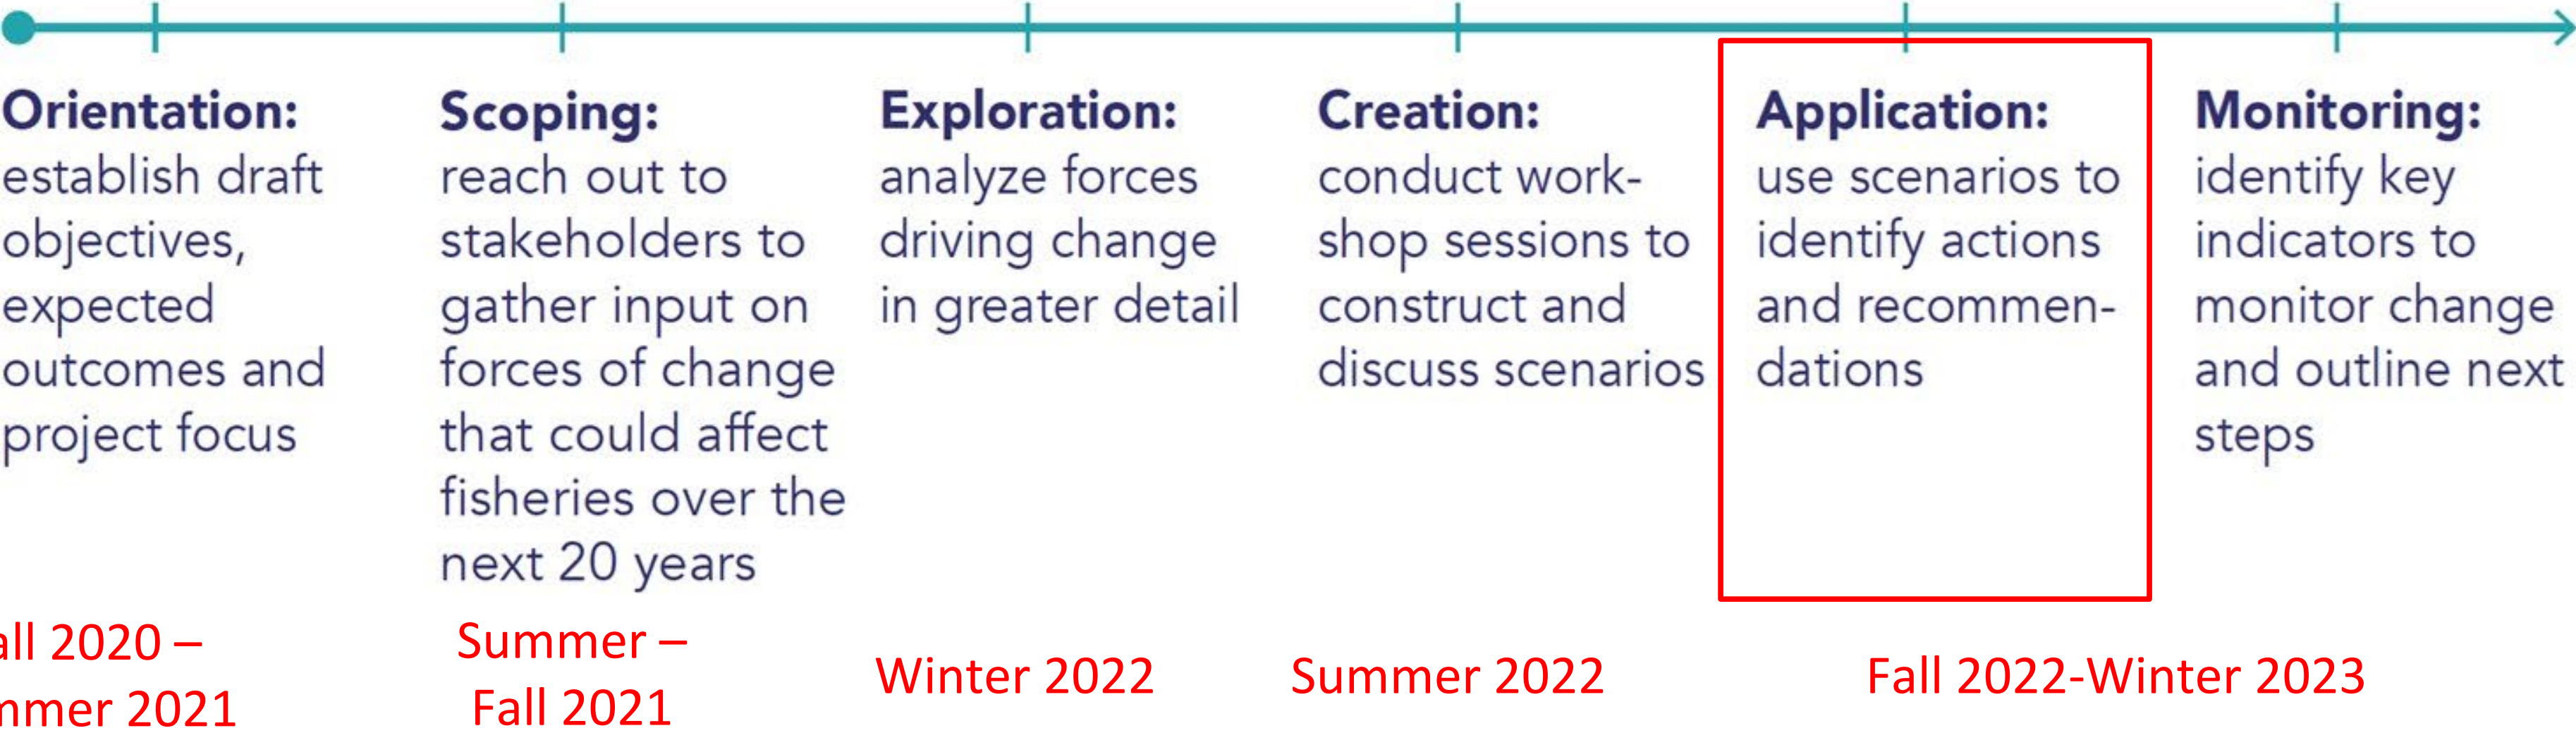 Orientation:
establish draft
objectives,
expected
outcomes and
project focus
Scoping:
reach out to
stakeholders to
gather input on
forces of change
that could affect
fisheries over the
next 20 years
Exploration:
analyze forces
driving change
in greater detail
Creation:
conduct work-
shop sessions to
construct and
discuss scenarios
Application:
use scenarios to
identify actions
and recommen-
dations
Monitoring:
identify key
indicators to
monitor change
and outline next
steps
all 2020 –
mmer 2021
Summer –
Fall 2021
Winter 2022
Summer 2022
Fall 2022-Winter 2023